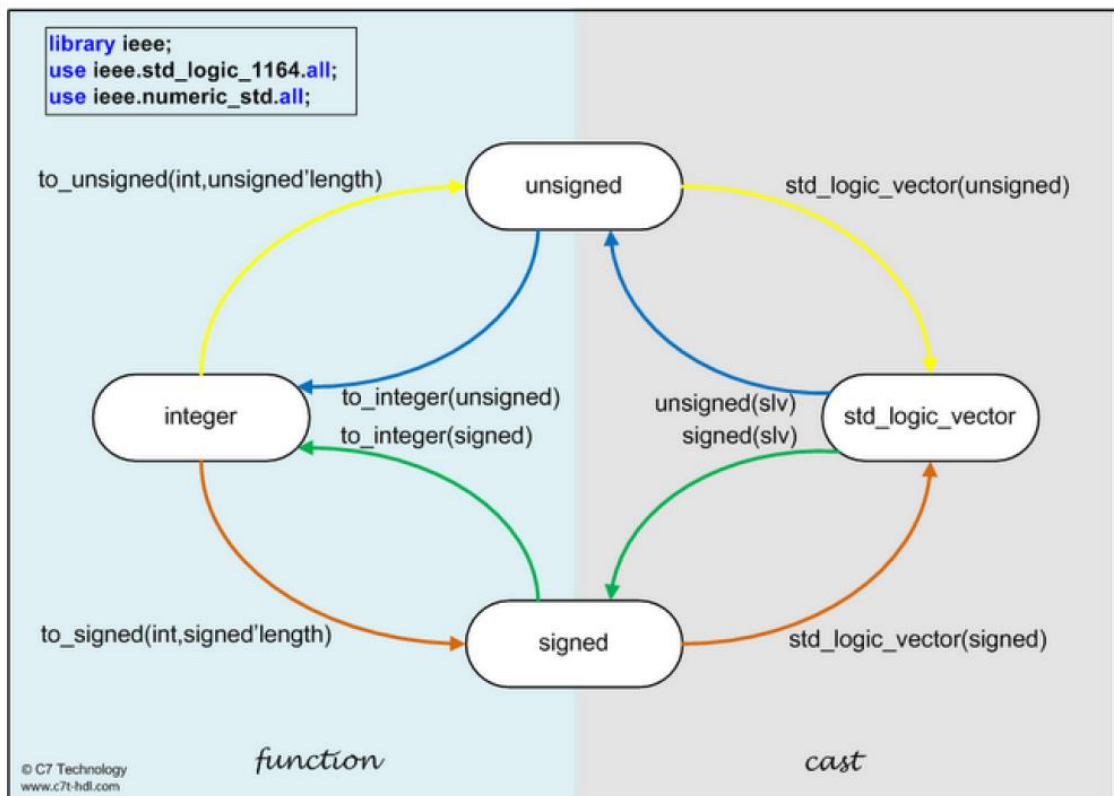 library ieee;
use ieee.std_logic_1164.all;
use ieee.numeric_std.all;
to_unsigned(int,unsigned'length)
unsigned
std_logic_vector(unsigned)
integer
to_integer(unsigned)
to_integer(signed)
unsigned(slv)
signed(slv)
std_logic_vector
to_signed(int,signed'length)
signed
std_logic_vector(signed)
function
cast
© C7 Technology
www.c7t-hdl.com